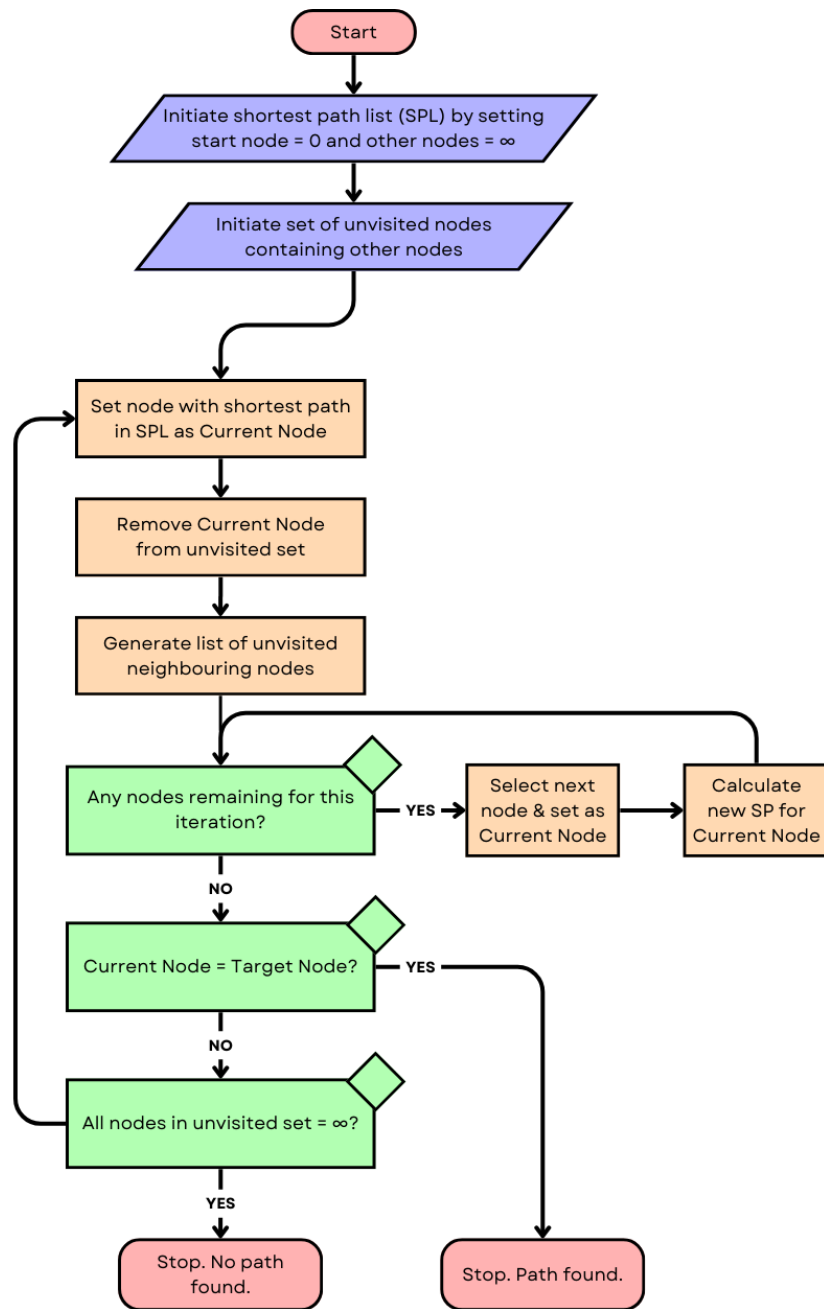 Start
Initiate shortest path list (SPL) by setting
start node = 0 and other nodes = ∞
Initiate set of unvisited nodes
containing other nodes
Set node with shortest path
in SPL as Current Node
Remove Current Node
from unvisited set
Generate list of unvisited
neighbouring nodes
Any nodes remaining for this
iteration?
YES
Select next
node & set as
Current Node
Calculate
new SP for
Current Node
NO
Current Node = Target Node?
YES
NO
All nodes in unvisited set = ∞?
YES
Stop. No path
found.
Stop. Path found.